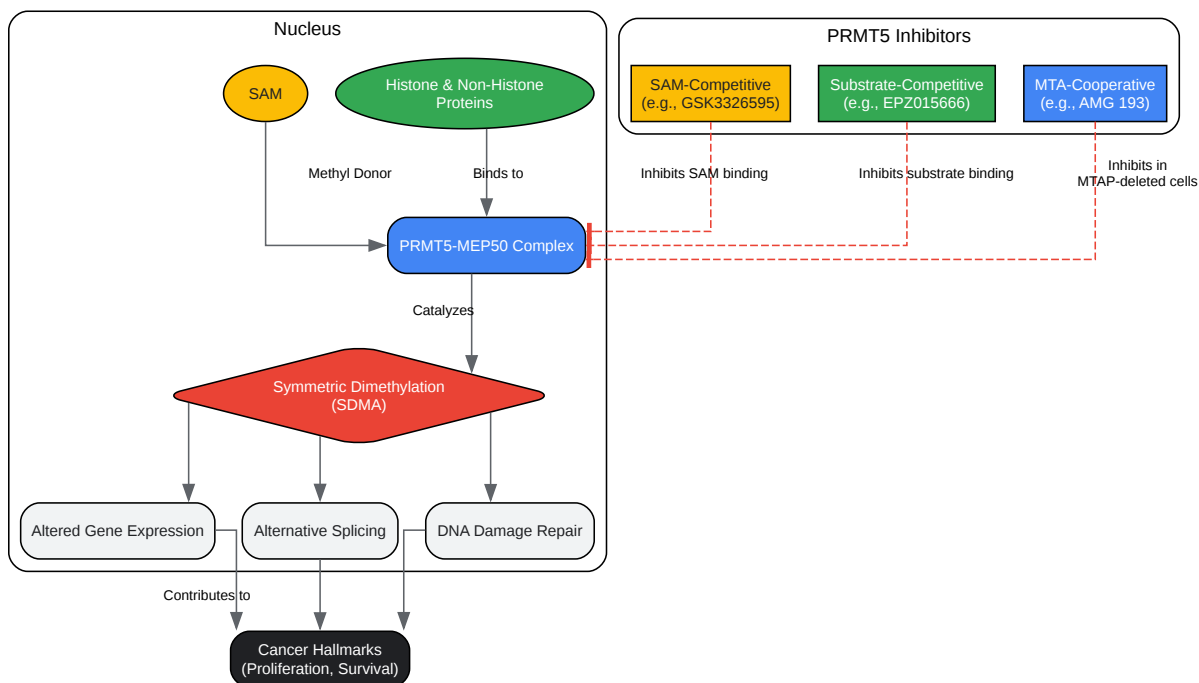 Nucleus
PRMT5 Inhibitors
SAM
Histone & Non-Histone
Proteins
SAM-Competitive
(e.g., GSK3326595)
Substrate-Competitive
(e.g., EPZ015666)
MTA-Cooperative
(e.g., AMG 193)
Methyl Donor
Binds to
Inhibits SAM binding
Inhibits substrate binding
Inhibits in
MTAP-deleted cells
PRMT5-MEP50 Complex
Catalyzes
Symmetric Dimethylation
(SDMA)
Altered Gene Expression
Alternative Splicing
DNA Damage Repair
Contributes to
Cancer Hallmarks
(Proliferation, Survival)